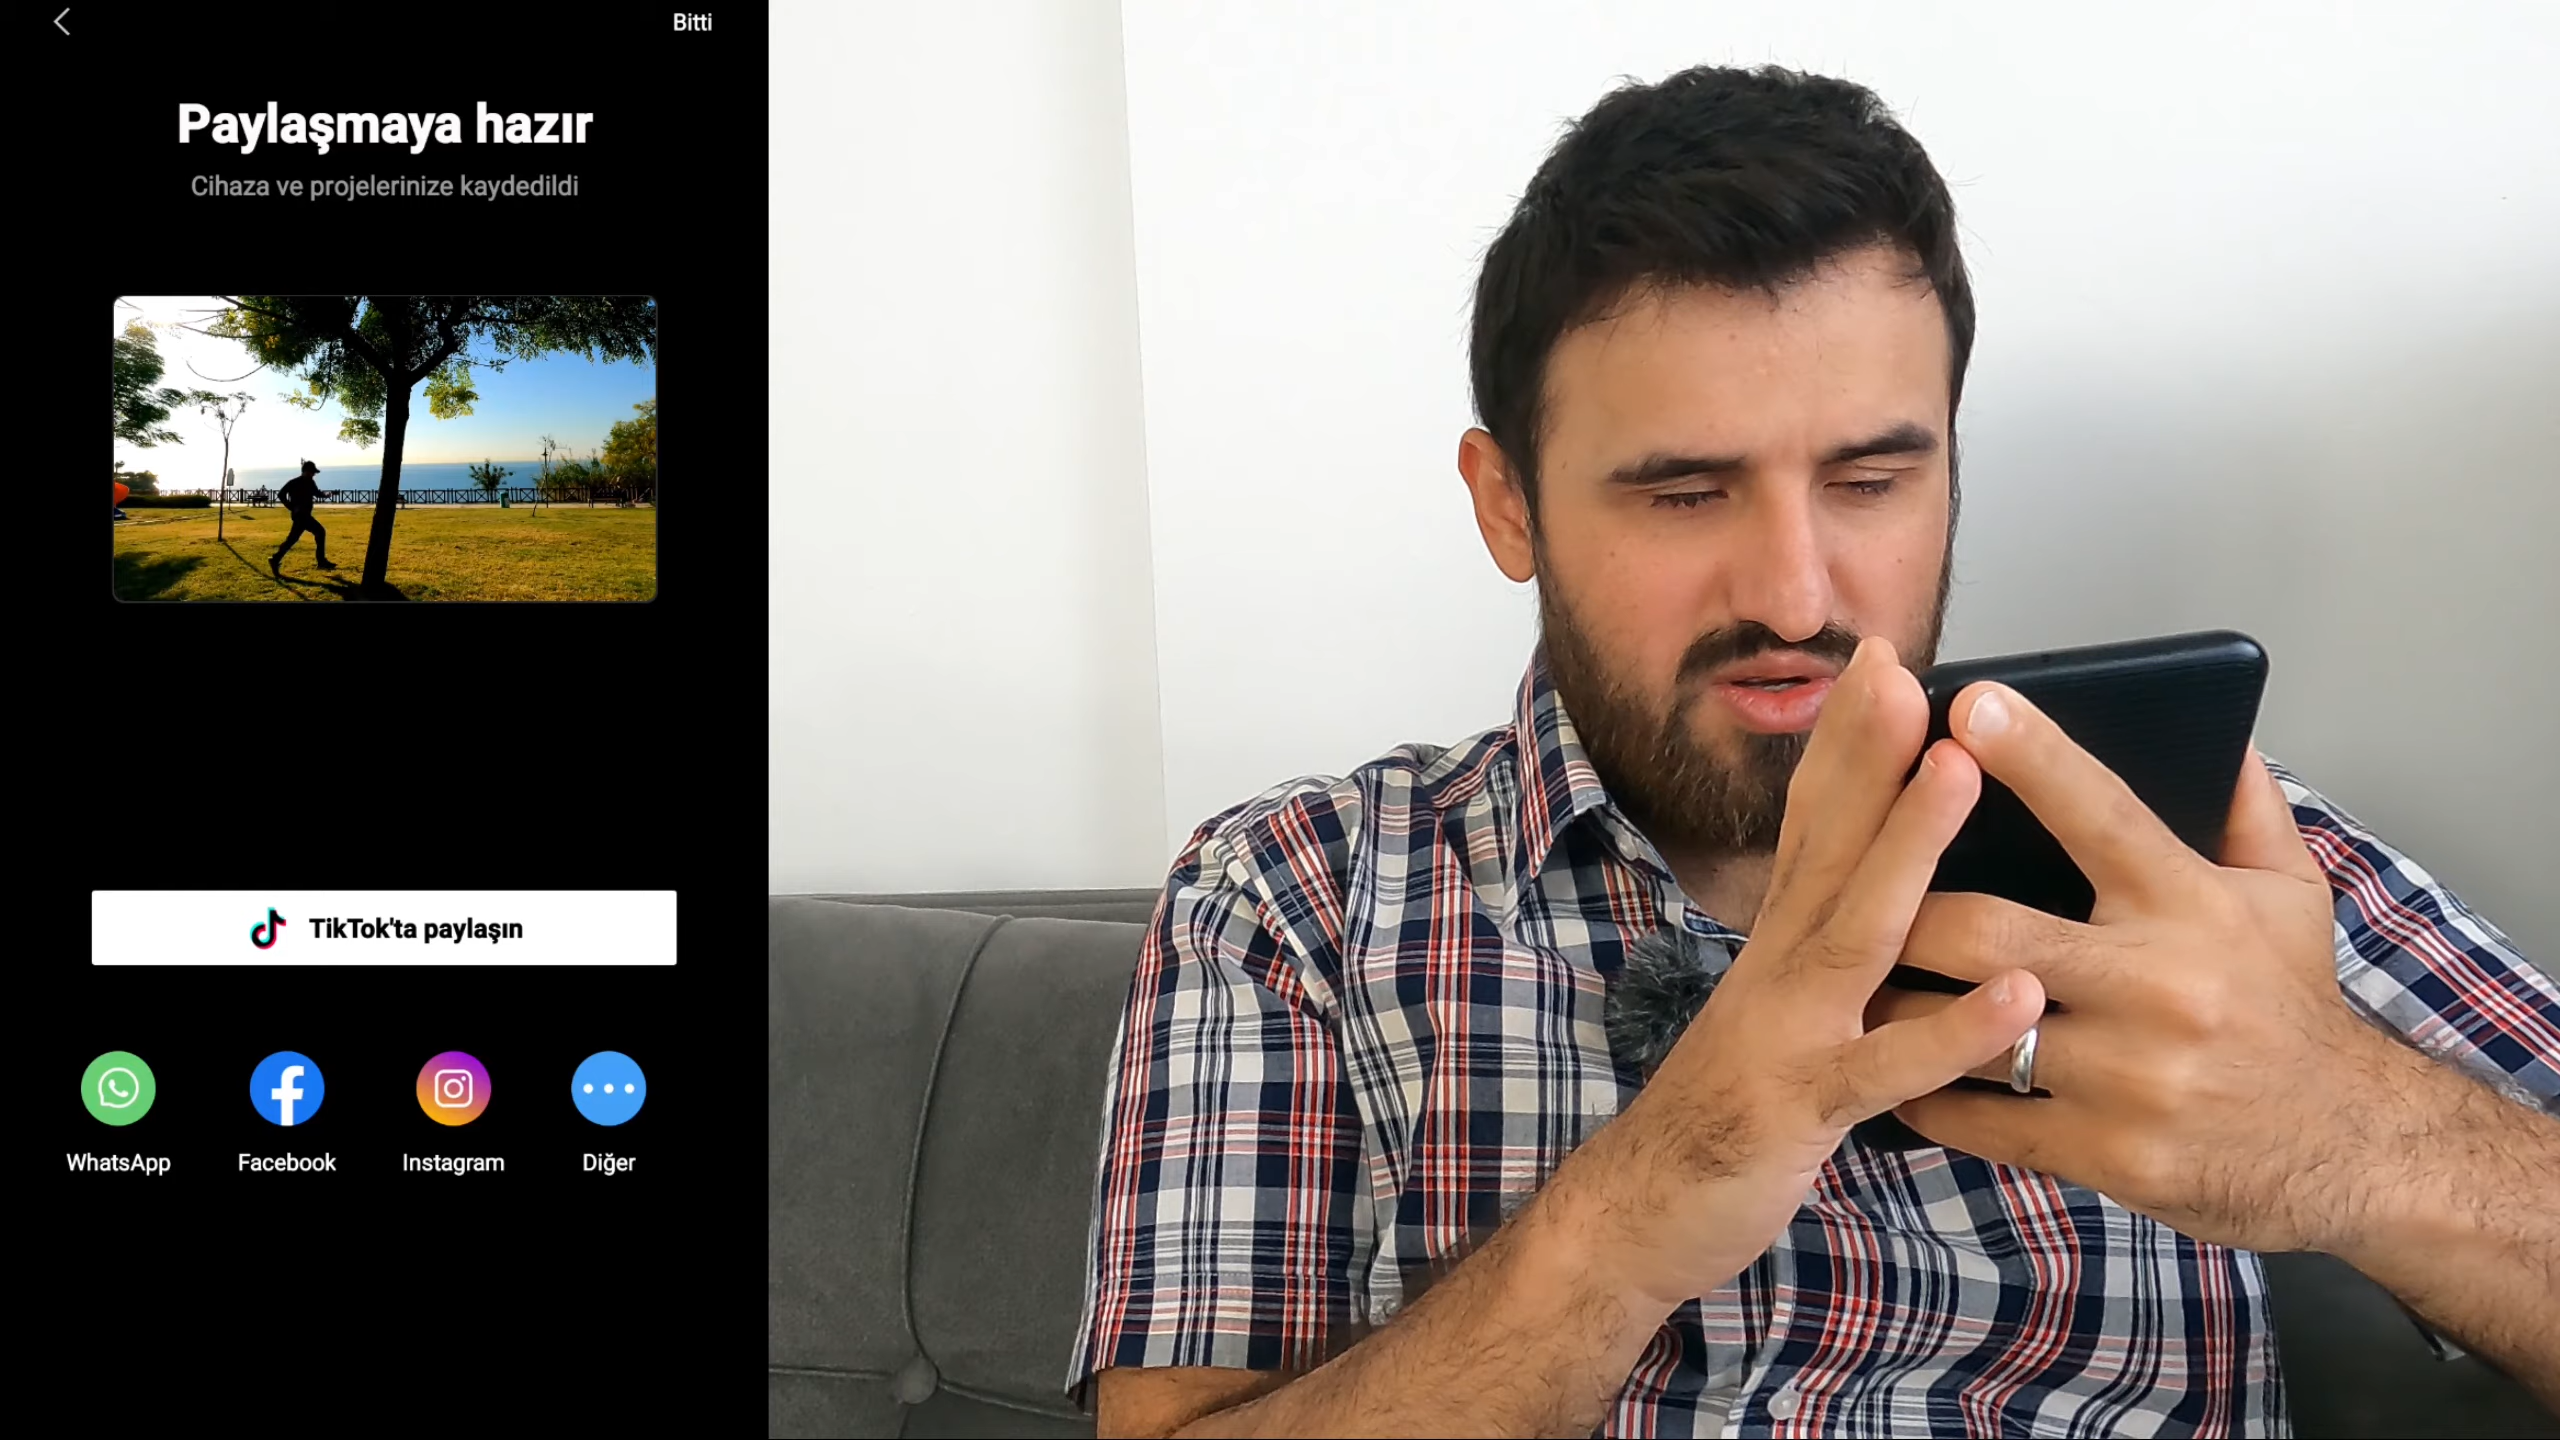 Bitti
Paylaşmaya hazır
Cihaza ve projelerinize kaydedildi
TikTok'ta paylaşın
WhatsApp
Facebook
Instagram
Diğer